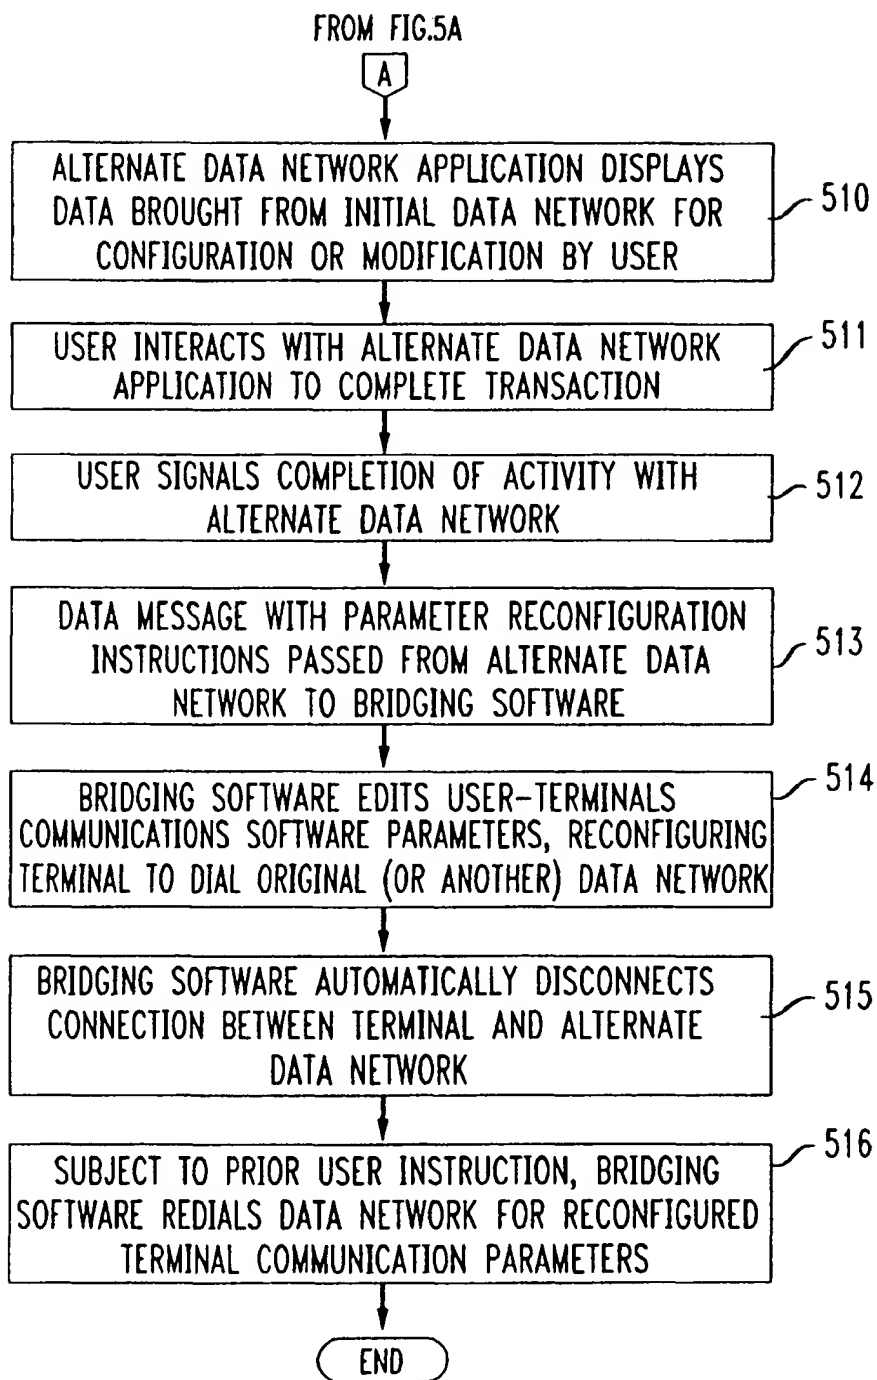 FROM FIG.5A
A
ALTERNATE DATA NETWORK APPLICATION DISPLAYS
DATA BROUGHT FROM INITIAL DATA NETWORK FOR
CONFIGURATION OR MODIFICATION BY USER
510
USER INTERACTS WITH ALTERNATE DATA NETWORK
APPLICATION TO COMPLETE TRANSACTION
511
USER SIGNALS COMPLETION OF ACTIVITY WITH
ALTERNATE DATA NETWORK
512
DATA MESSAGE WITH PARAMETER RECONFIGURATION
INSTRUCTIONS PASSED FROM ALTERNATE DATA
NETWORK TO BRIDGING SOFTWARE
513
BRIDGING SOFTWARE EDITS USER-TERMINALS
COMMUNICATIONS SOFTWARE PARAMETERS, RECONFIGURING
TERMINAL TO DIAL ORIGINAL (OR ANOTHER) DATA NETWORK
514
BRIDGING SOFTWARE AUTOMATICALLY DISCONNECTS
CONNECTION BETWEEN TERMINAL AND ALTERNATE
DATA NETWORK
515
SUBJECT TO PRIOR USER INSTRUCTION, BRIDGING
SOFTWARE REDIALS DATA NETWORK FOR RECONFIGURED
TERMINAL COMMUNICATION PARAMETERS
516
END